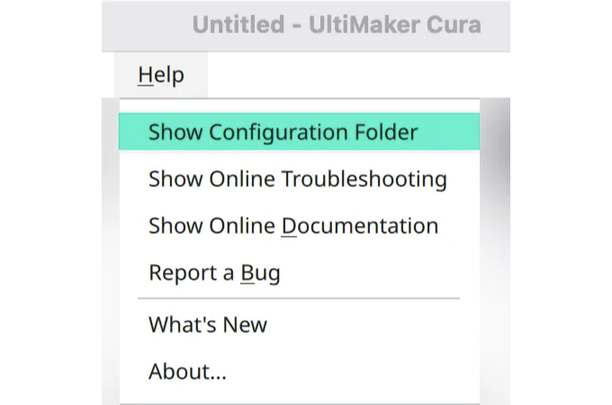 Untitled - UltiMaker Cura
Help
Show Configuration Folder
Show Online Troubleshooting
Show Online Documentation
Report a Bug
What's New
About...